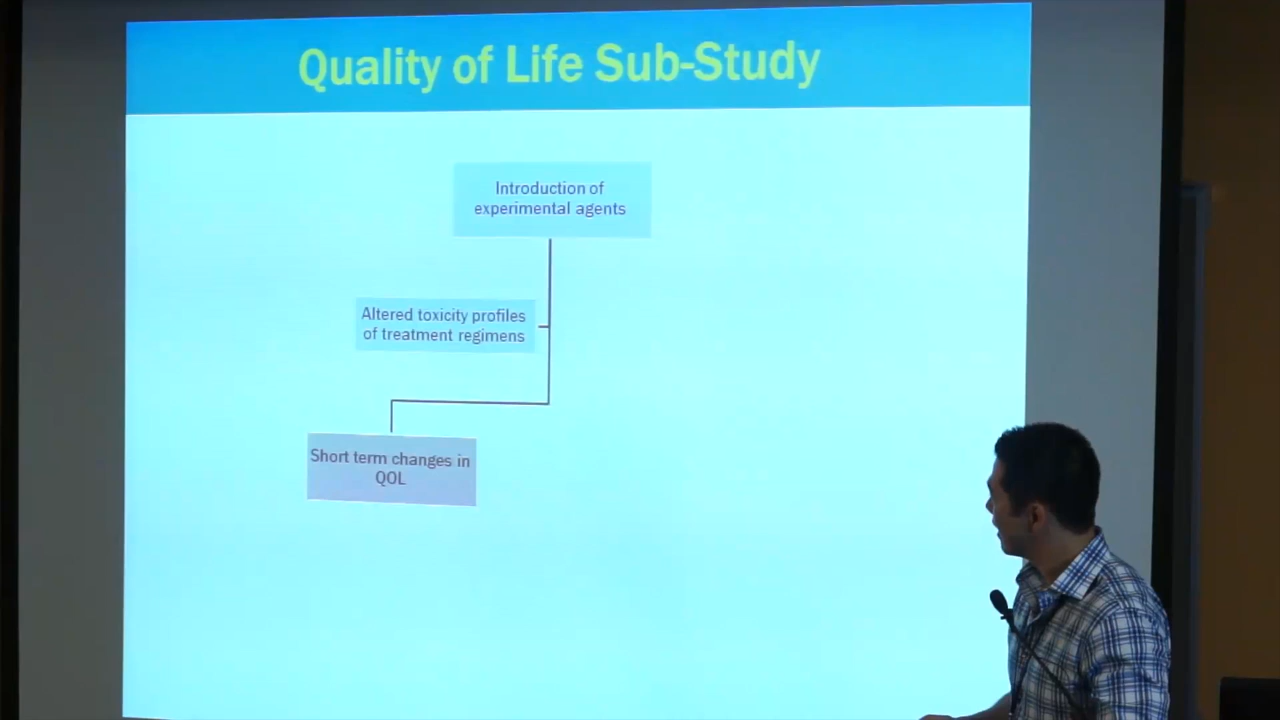 Quality of Life Sub-Study
Introduction of
experimental agents
Altered toxicity profiles
of treatment regimens
Short term changes in
QOL